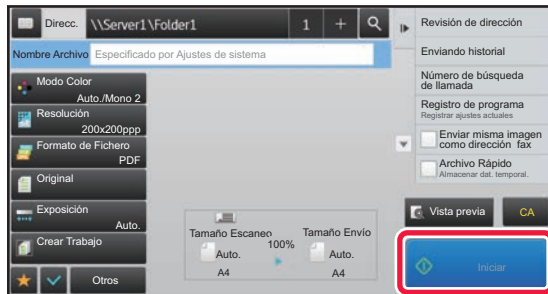 Direcc. \\Server1\Folder1 1 +
Nombre Archivo Especificado por Ajustes de sistema
Modo Color
Auto./Mono 2
Resolución
200x200ppp
Formato de Fichero
PDF
Original
Exposición
Auto.
Crear Trabajo
Otros
Tamaño Escaneo
100%
Tamaño Envío
Auto.
A4
Auto.
A4
Revisión de dirección
Enviando historial
Número de búsqueda
de llamada
Registro de programa
Registrar ajustes actuales
Enviar misma imagen
como dirección fax
Archivo Rápido
Almacenar dat. temporal.
Vista previa
CA
Iniciar